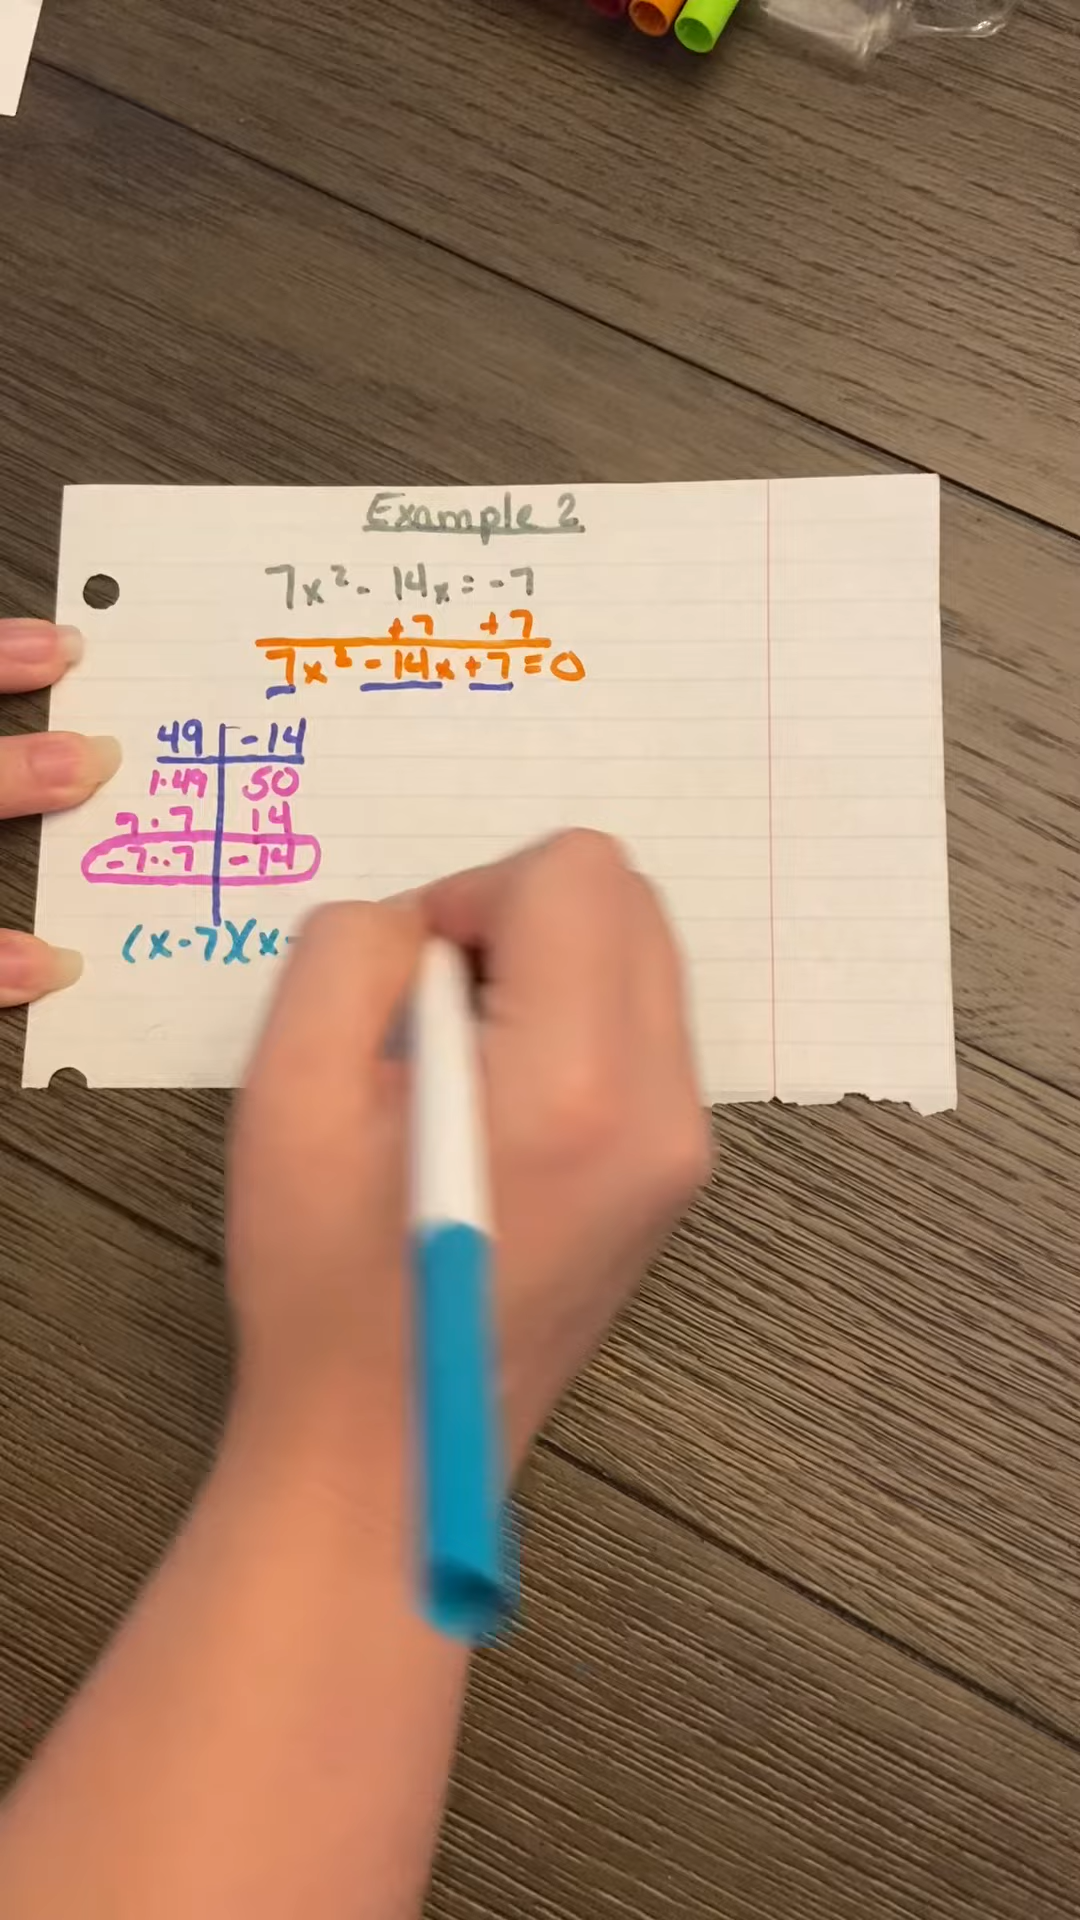 Example 2
7x² - 14x = -7
+7 +7
7x² - 14x + 7 = 0
49 -14
1·49 50
7·7 14
-7·-7 -14
(x-7)(x-